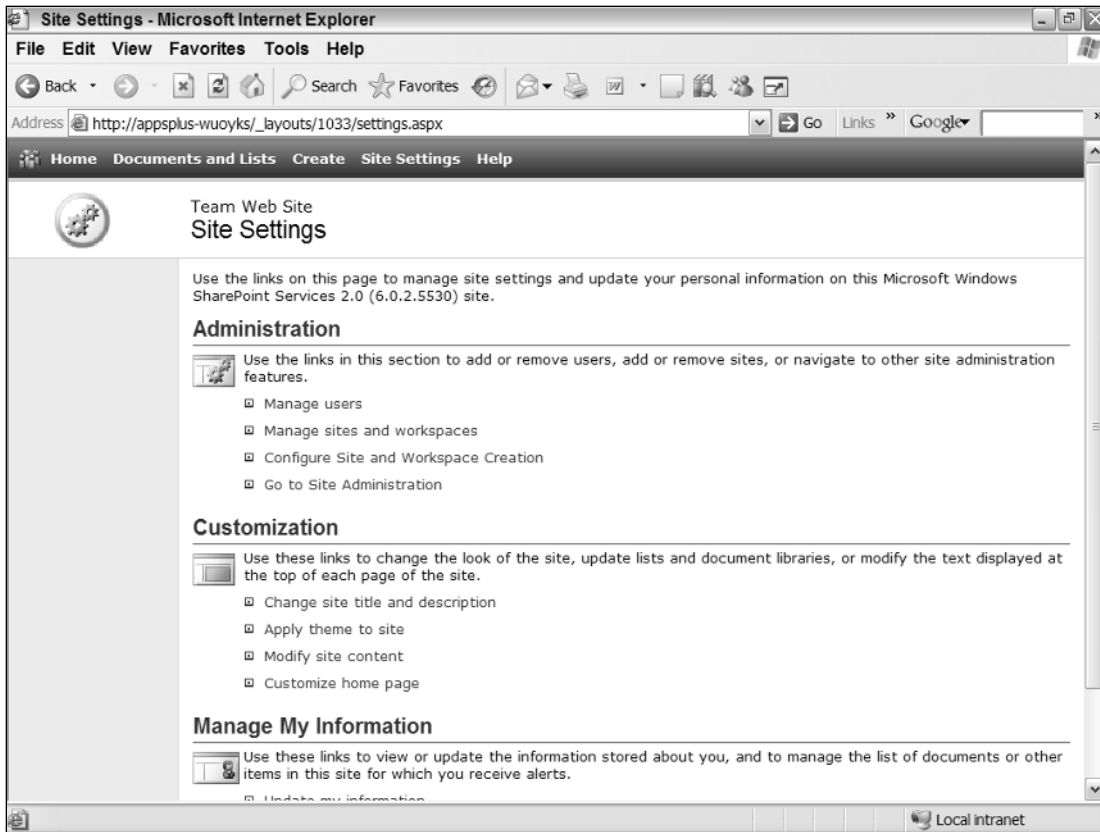 Site Settings - Microsoft Internet Explorer
File Edit View Favorites Tools Help
Back Search Favorites
Address http://appsplus-wuoyks/_layouts/1033/settings.aspx Go Links » Google »
Home Documents and Lists Create Site Settings Help
Team Web Site
Site Settings
Use the links on this page to manage site settings and update your personal information on this Microsoft Windows
SharePoint Services 2.0 (6.0.2.5530) site.
Administration
Use the links in this section to add or remove users, add or remove sites, or navigate to other site administration
features.
Manage users
Manage sites and workspaces
Configure Site and Workspace Creation
Go to Site Administration
Customization
Use these links to change the look of the site, update lists and document libraries, or modify the text displayed at
the top of each page of the site.
Change site title and description
Apply theme to site
Modify site content
Customize home page
Manage My Information
Use these links to view or update the information stored about you, and to manage the list of documents or other
items in this site for which you receive alerts.
Update my information
Local intranet